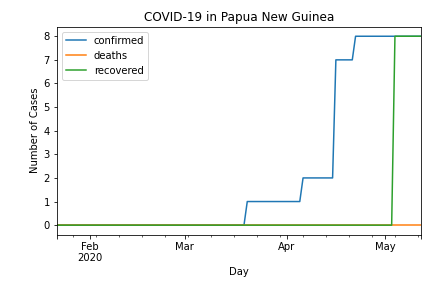 COVID-19 in Papua New Guinea
confirmed
deaths
recovered
8
7
6
5
4
3
2
1
0
Number of Cases
Feb
2020
Mar
Apr
May
Day